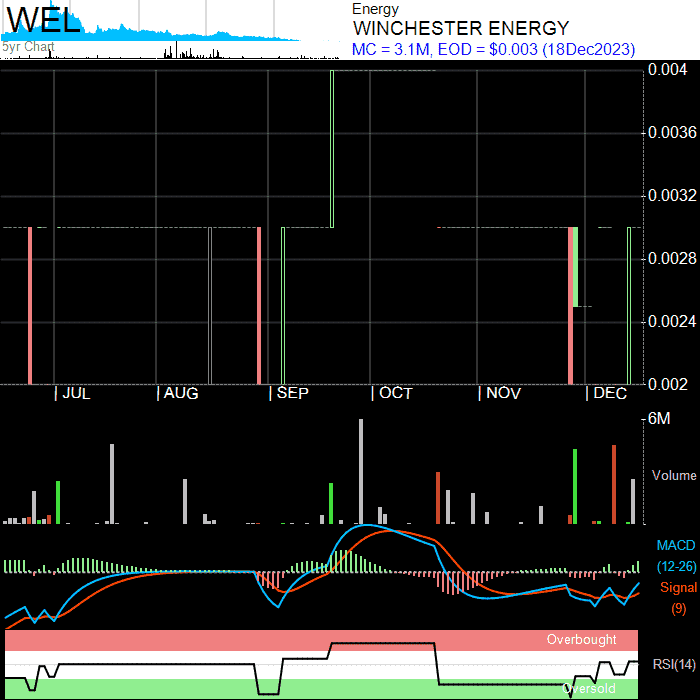 WEL
5yr Chart
Energy
WINCHESTER ENERGY
MC = 3.1M, EOD = $0.003 (18Dec2023)
0.004
0.0036
0.0032
0.0028
0.0024
0.002
JUL AUG SEP OCT NOV DEC
6M
Volume
MACD
(12-26)
Signal
(9)
Overbought
RSI(14)
Oversold